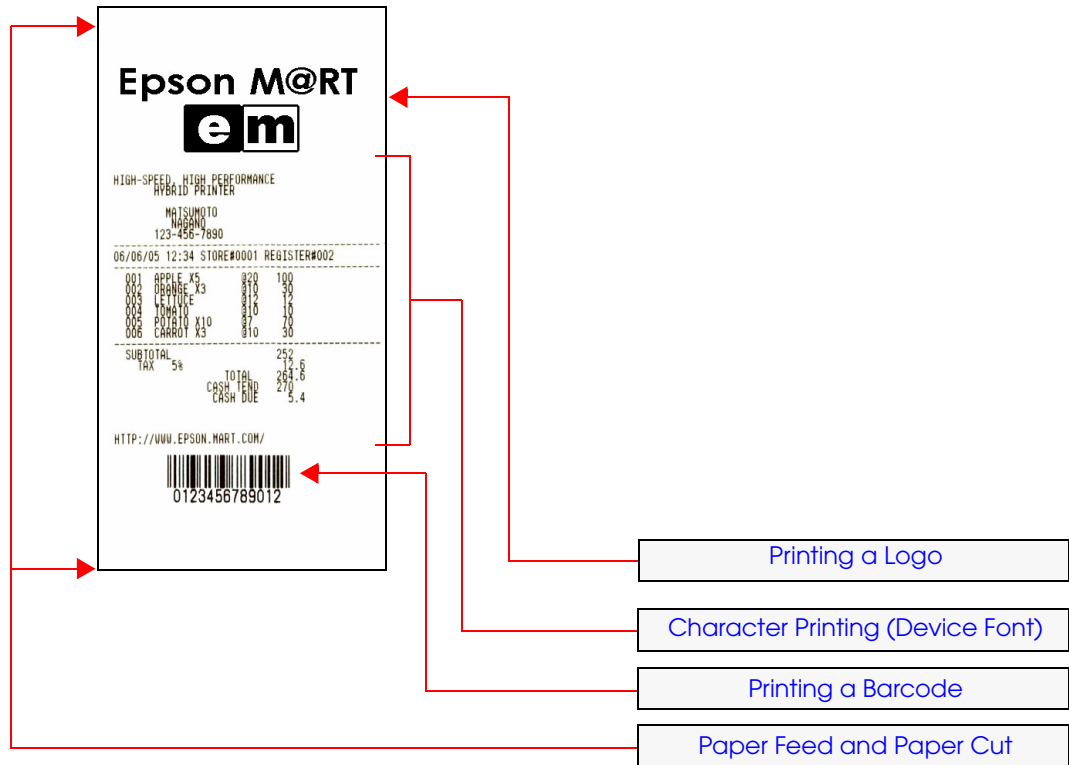 Epson M@RT
em
HIGH-SPEED, HIGH PERFORMANCE
HYBRID PRINTER
MATSUMOTO
NAGANO
123-456-7890
06/06/05 12:34 STORE#0001 REGISTER#002
001 APPLE X5 @20 100
002 ORANGE X3 @10 30
003 LETTUCE @12 12
004 TOMATO @10 10
005 POTATO X10 @7 70
006 CARROT X3 @10 30
SUBTOTAL 252
TAX 5% 12.6
TOTAL 264.6
CASH TEND 270
CASH DUE 5.4
HTTP://WWW.EPSON.MART.COM/
0123456789012
Printing a Logo
Character Printing (Device Font)
Printing a Barcode
Paper Feed and Paper Cut